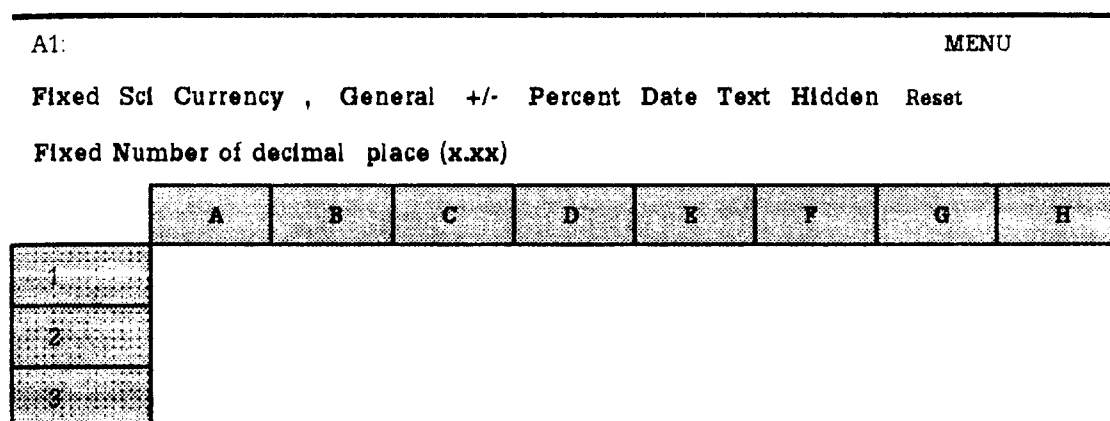 A1: MENU
Fixed Sci Currency , General +/- Percent Date Text Hidden Reset
Fixed Number of decimal place (x.xx)
A B C D E F G H
1
2
3